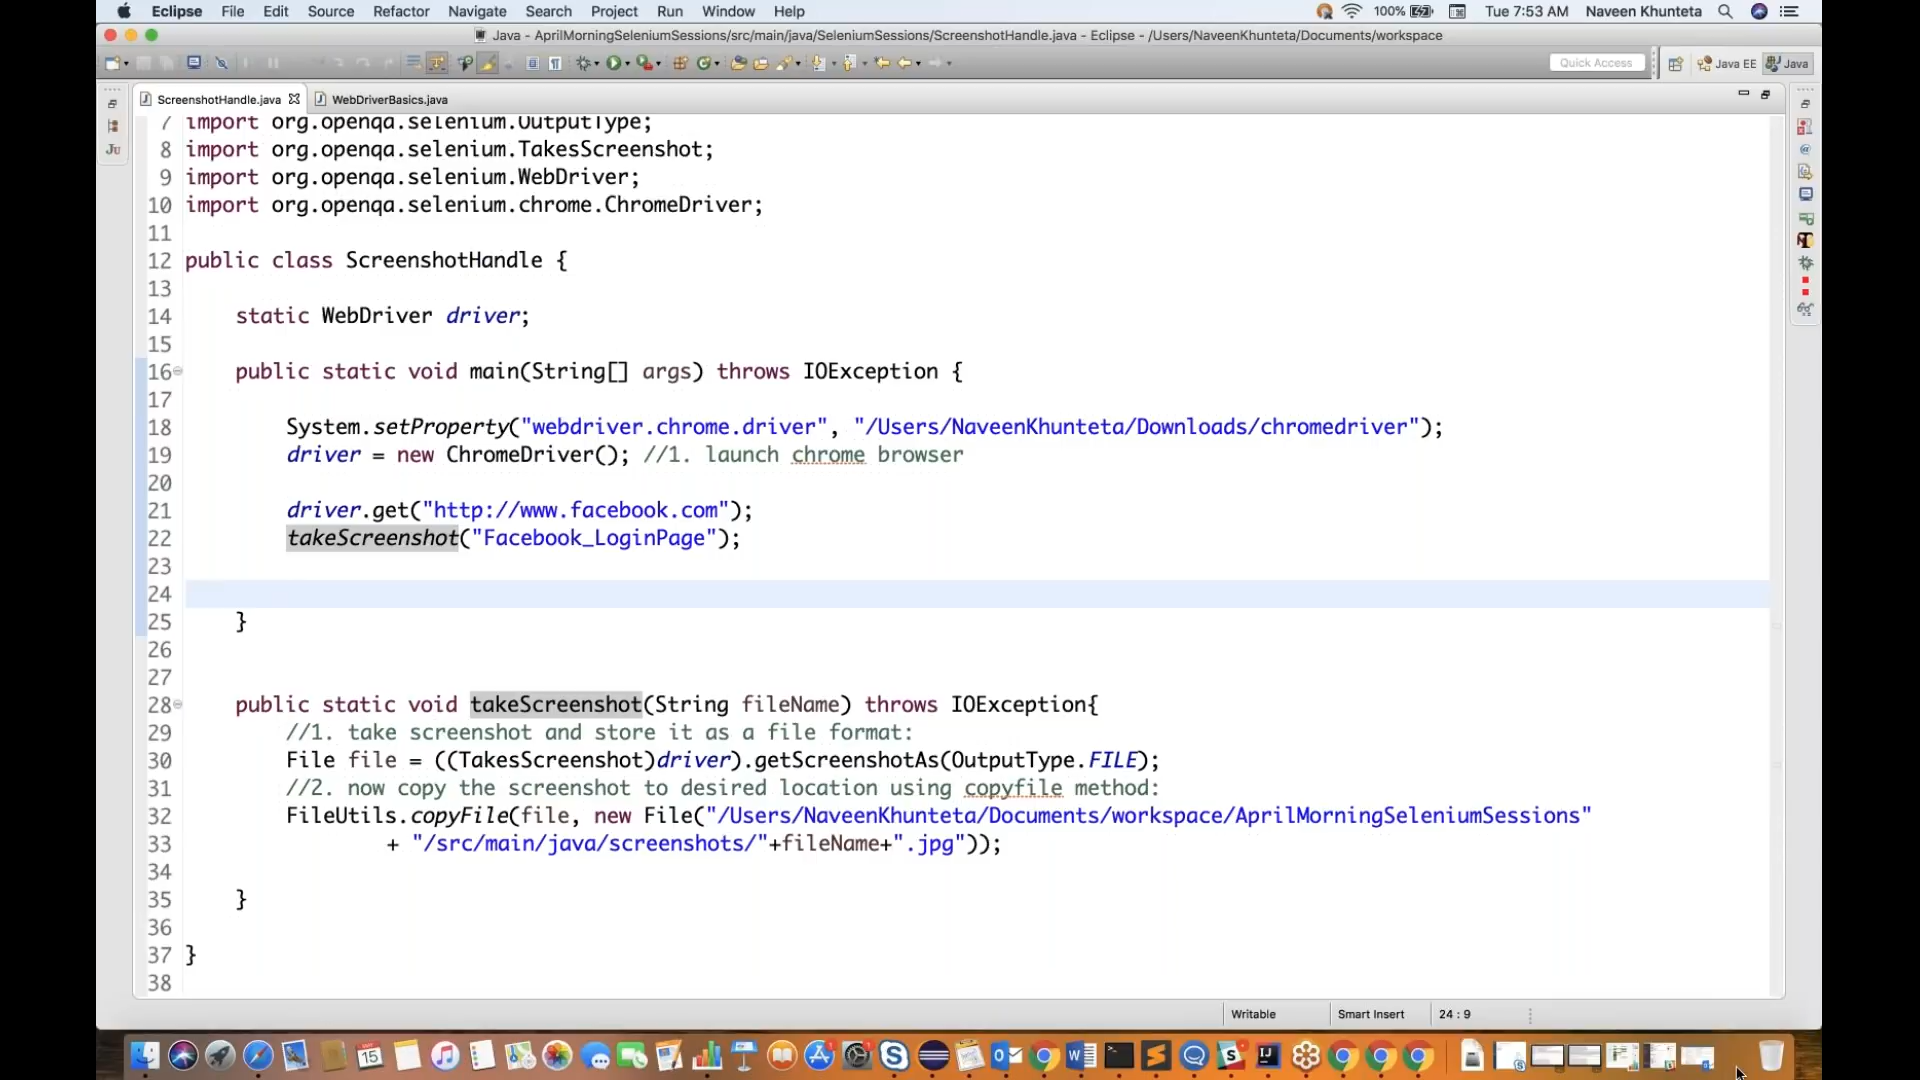 Eclipse File Edit Source Refactor Navigate Search Project Run Window Help 100% Tue 7:53 AM Naveen Khunteta
Java - AprilMorningSeleniumSessions/src/main/java/SeleniumSessions/ScreenshotHandle.java - Eclipse - /Users/NaveenKhunteta/Documents/workspace
Quick Access Java EE Java
ScreenshotHandle.java WebDriverBasics.java
7 import org.openqa.selenium.OutputType;
8 import org.openqa.selenium.TakesScreenshot;
9 import org.openqa.selenium.WebDriver;
10 import org.openqa.selenium.chrome.ChromeDriver;
11
12 public class ScreenshotHandle {
13
14 static WebDriver driver;
15
16 public static void main(String[] args) throws IOException {
17
18 System.setProperty("webdriver.chrome.driver", "/Users/NaveenKhunteta/Downloads/chromedriver");
19 driver = new ChromeDriver(); //1. launch chrome browser
20
21 driver.get("http://www.facebook.com");
22 takeScreenshot("Facebook_LoginPage");
23
24
25 }
26
27
28 public static void takeScreenshot(String fileName) throws IOException{
29 //1. take screenshot and store it as a file format:
30 File file = ((TakesScreenshot)driver).getScreenshotAs(OutputType.FILE);
31 //2. now copy the screenshot to desired location using copyfile method:
32 FileUtils.copyFile(file, new File("/Users/NaveenKhunteta/Documents/workspace/AprilMorningSeleniumSessions"
33 + "/src/main/java/screenshots/"+fileName+".jpg"));
34
35 }
36
37 }
38
Writable Smart Insert 24 : 9